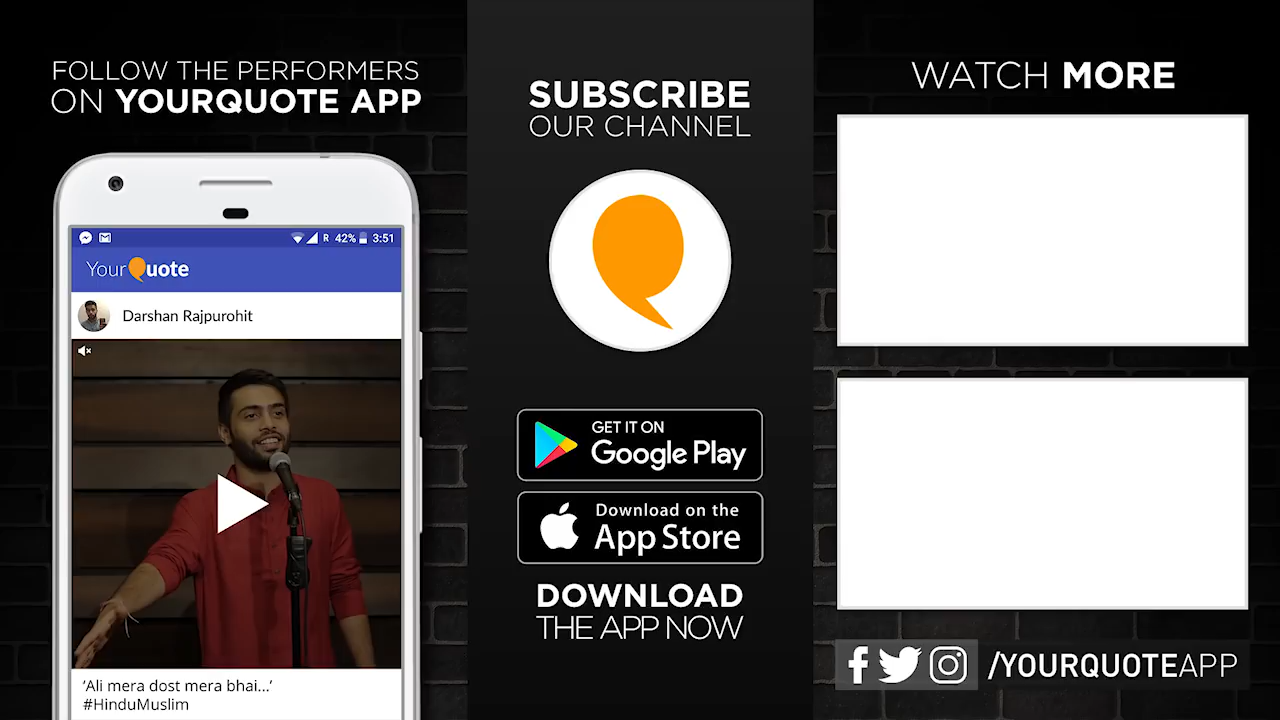 FOLLOW THE PERFORMERS
ON YOURQUOTE APP
R 42% 3:51
YourQuote
Darshan Rajpurohit
'Ali mera dost mera bhai...'
#HinduMuslim
SUBSCRIBE
OUR CHANNEL
GET IT ON
Google Play
Download on the
App Store
DOWNLOAD
THE APP NOW
WATCH MORE
/YOURQUOTEAPP